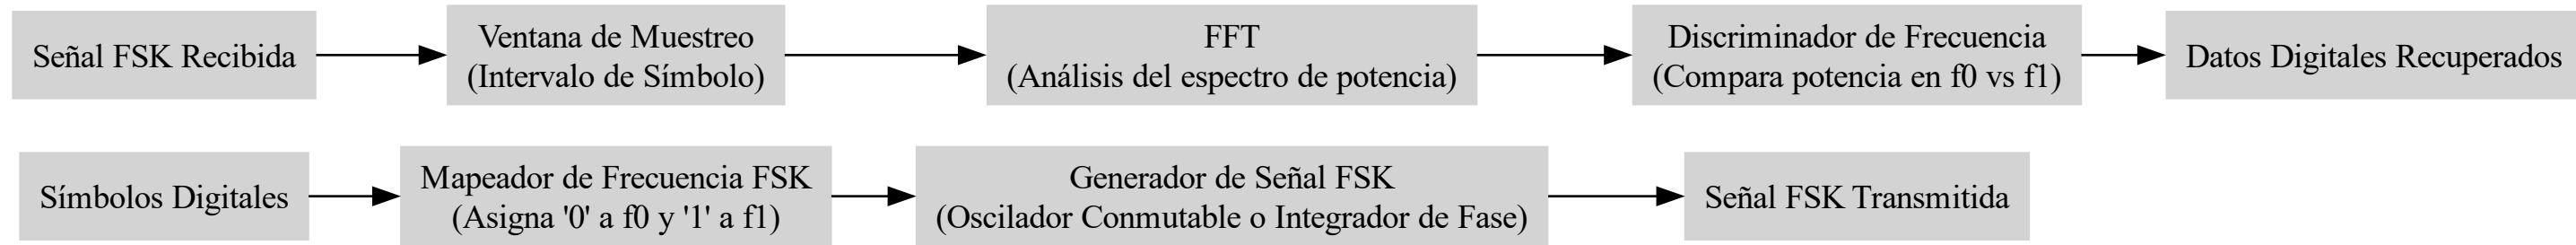 Señal FSK Recibida
Ventana de Muestreo
(Intervalo de Símbolo)
FFT
(Análisis del espectro de potencia)
Discriminador de Frecuencia
(Compara potencia en f0 vs f1)
Datos Digitales Recuperados
Símbolos Digitales
Mapeador de Frecuencia FSK
(Asigna '0' a f0 y '1' a f1)
Generador de Señal FSK
(Oscilador Conmutable o Integrador de Fase)
Señal FSK Transmitida